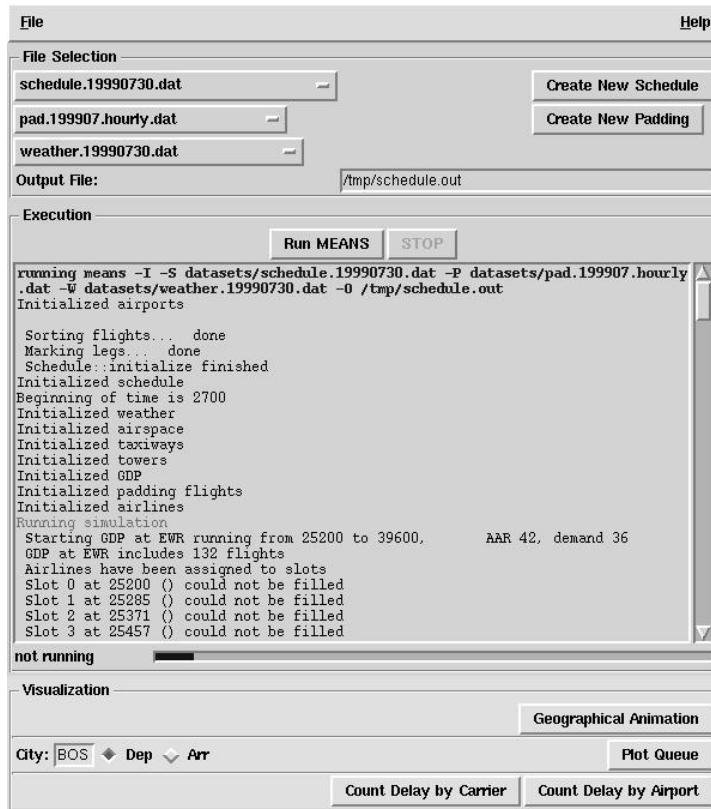 File Help
File Selection
schedule.19990730.dat Create New Schedule
pad.199907.hourly.dat Create New Padding
weather.19990730.dat
Output File: /tmp/schedule.out
Execution
Run MEANS STOP
running means -I -S datasets/schedule.19990730.dat -P datasets/pad.199907.hourly
.dat -W datasets/weather.19990730.dat -O /tmp/schedule.out
Initialized airports
Sorting flights... done
Marking legs... done
Schedule::initialize finished
Initialized schedule
Beginning of time is 2700
Initialized weather
Initialized airspace
Initialized taxiways
Initialized towers
Initialized GDP
Initialized padding flights
Initialized airlines
Running simulation
Starting GDP at EWR running from 25200 to 39600, AAR 42, demand 36
GDP at EWR includes 132 flights
Airlines have been assigned to slots
Slot 0 at 25200 () could not be filled
Slot 1 at 25285 () could not be filled
Slot 2 at 25371 () could not be filled
Slot 3 at 25457 () could not be filled
not running
Visualization
Geographical Animation
City: BOS Dep Arr Plot Queue
Count Delay by Carrier Count Delay by Airport